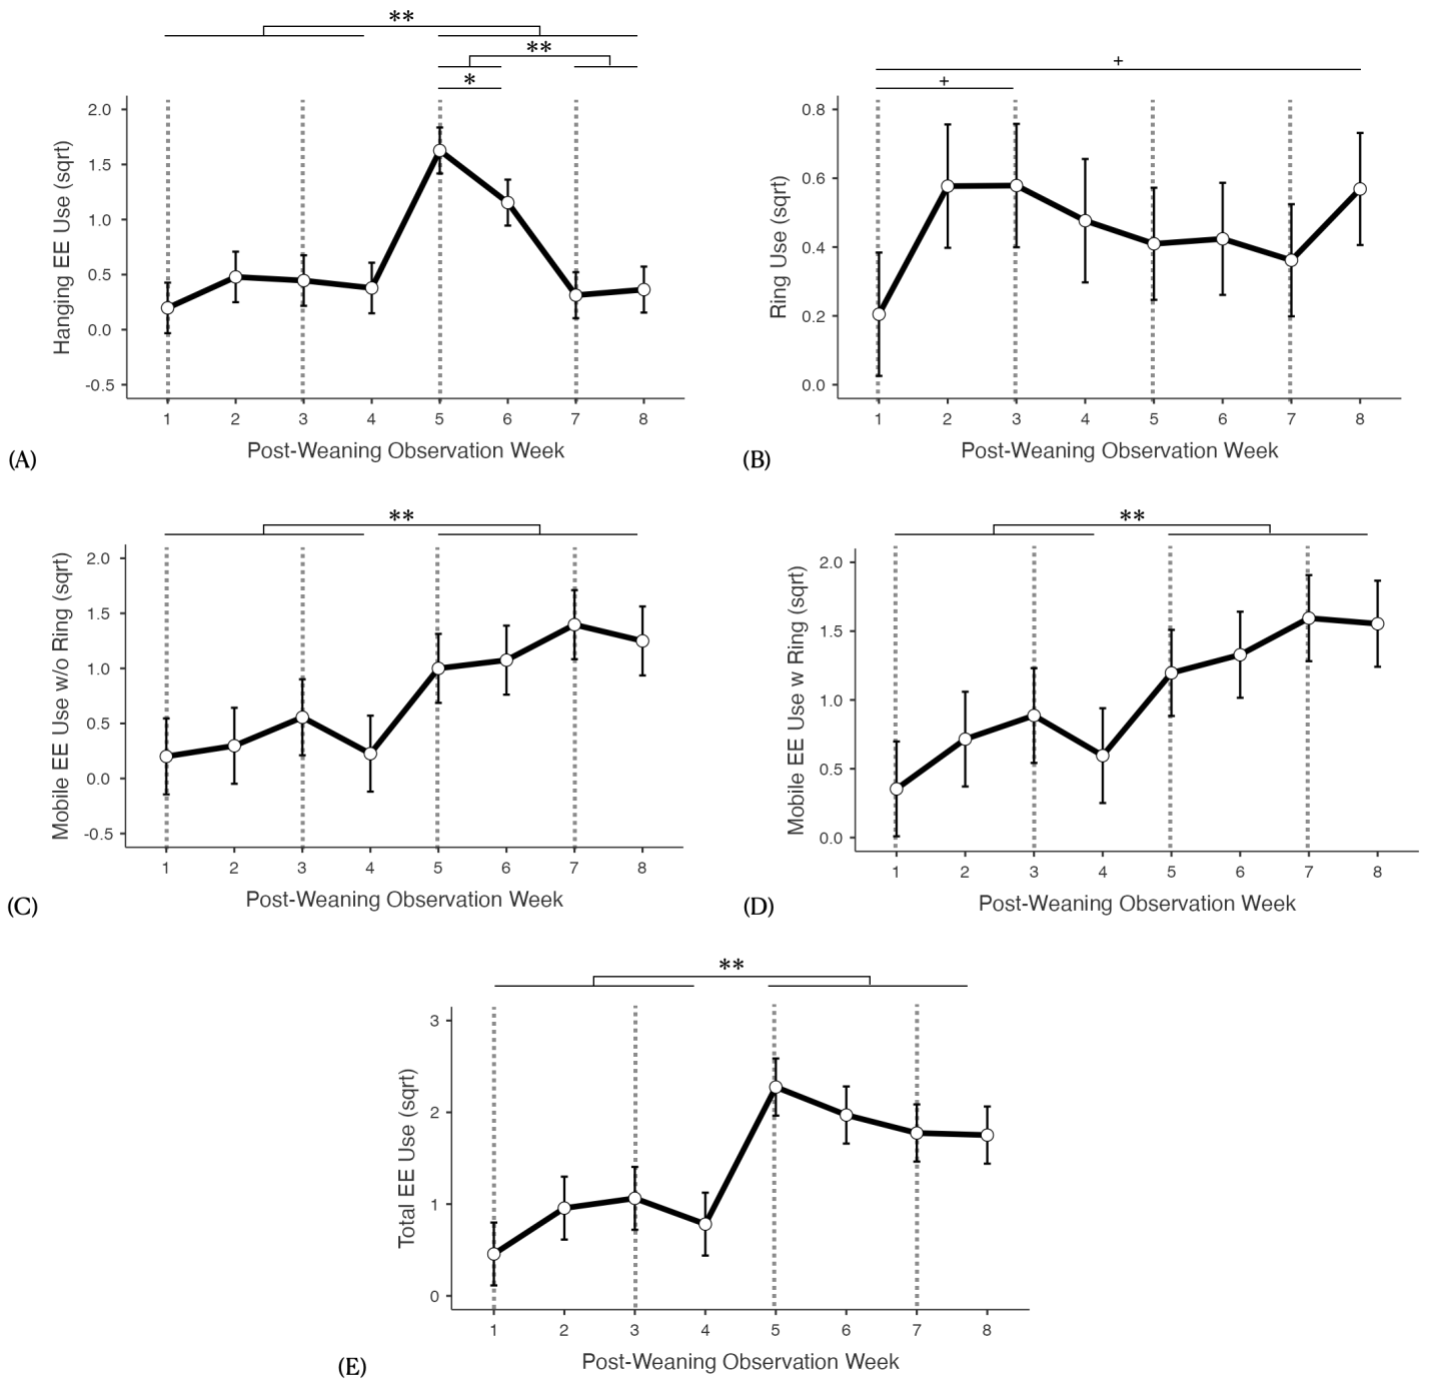 **
**
*
Hanging EE Use (sqrt)
2.0
1.5
1.0
0.5
0.0
-0.5
1 2 3 4 5 6 7 8
Post-Weaning Observation Week
(A)
+
+
Ring Use (sqrt)
0.8
0.6
0.4
0.2
0.0
1 2 3 4 5 6 7 8
Post-Weaning Observation Week
(B)
**
Mobile EE Use w/o Ring (sqrt)
2.0
1.5
1.0
0.5
0.0
-0.5
1 2 3 4 5 6 7 8
Post-Weaning Observation Week
(C)
**
Mobile EE Use w Ring (sqrt)
2.0
1.5
1.0
0.5
0.0
1 2 3 4 5 6 7 8
Post-Weaning Observation Week
(D)
**
Total EE Use (sqrt)
3
2
1
0
1 2 3 4 5 6 7 8
Post-Weaning Observation Week
(E)